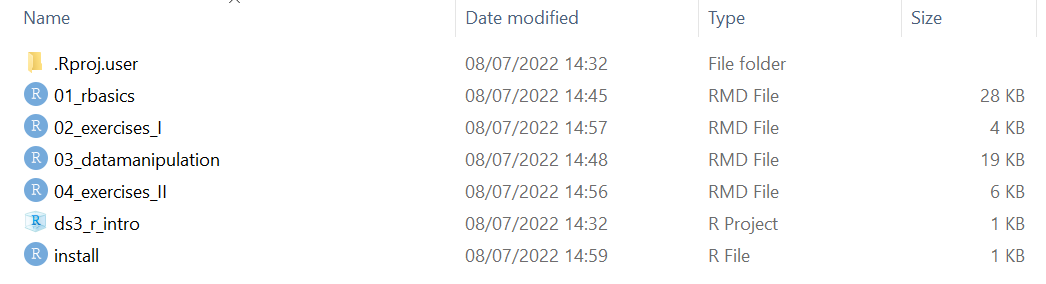 Name Date modified Type Size
.Rproj.user 08/07/2022 14:32 File folder
R 01_rbasics 08/07/2022 14:45 RMD File 28 KB
R 02_exercises_I 08/07/2022 14:57 RMD File 4 KB
R 03_datamanipulation 08/07/2022 14:48 RMD File 19 KB
R 04_exercises_II 08/07/2022 14:56 RMD File 6 KB
R ds3_r_intro 08/07/2022 14:32 R Project 1 KB
R install 08/07/2022 14:59 R File 1 KB